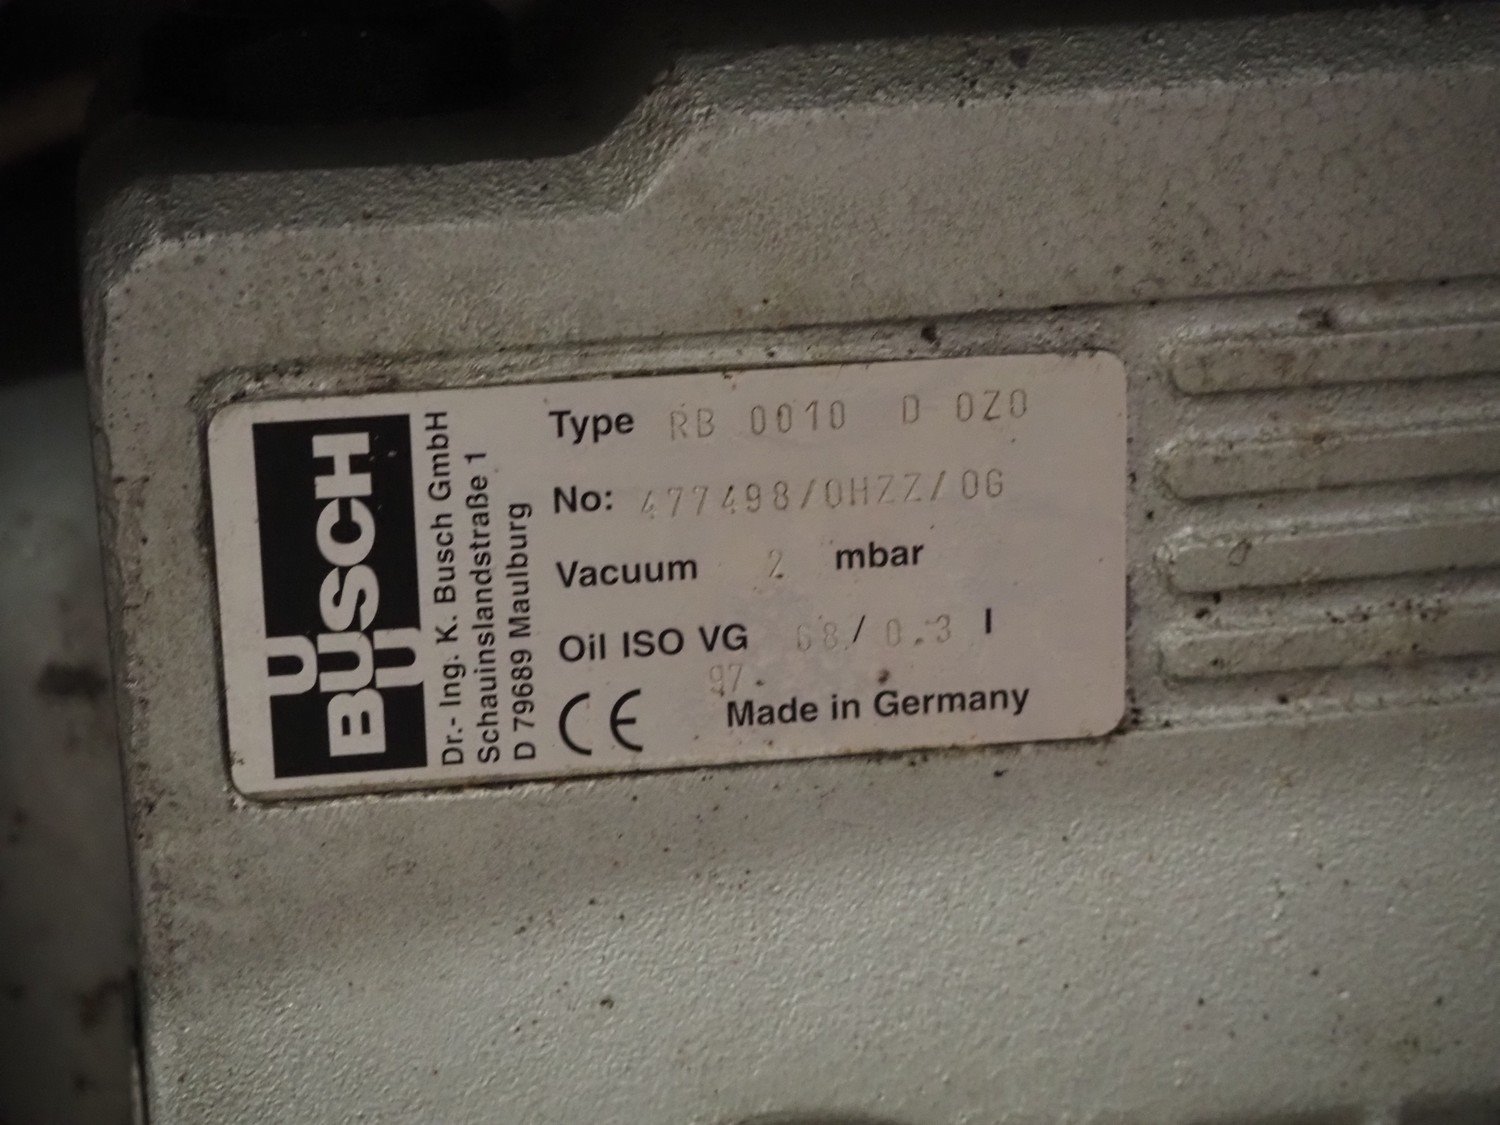 BUSCH
Dr.- Ing. K. Busch GmbH
Schauinslandstraße 1
D 79689 Maulburg
Type RB 0010 D 0Z0
No: 477498/0HZZ/0G
Vacuum 2 mbar
Oil ISO VG 68/ 0.3 l
97.
CE Made in Germany